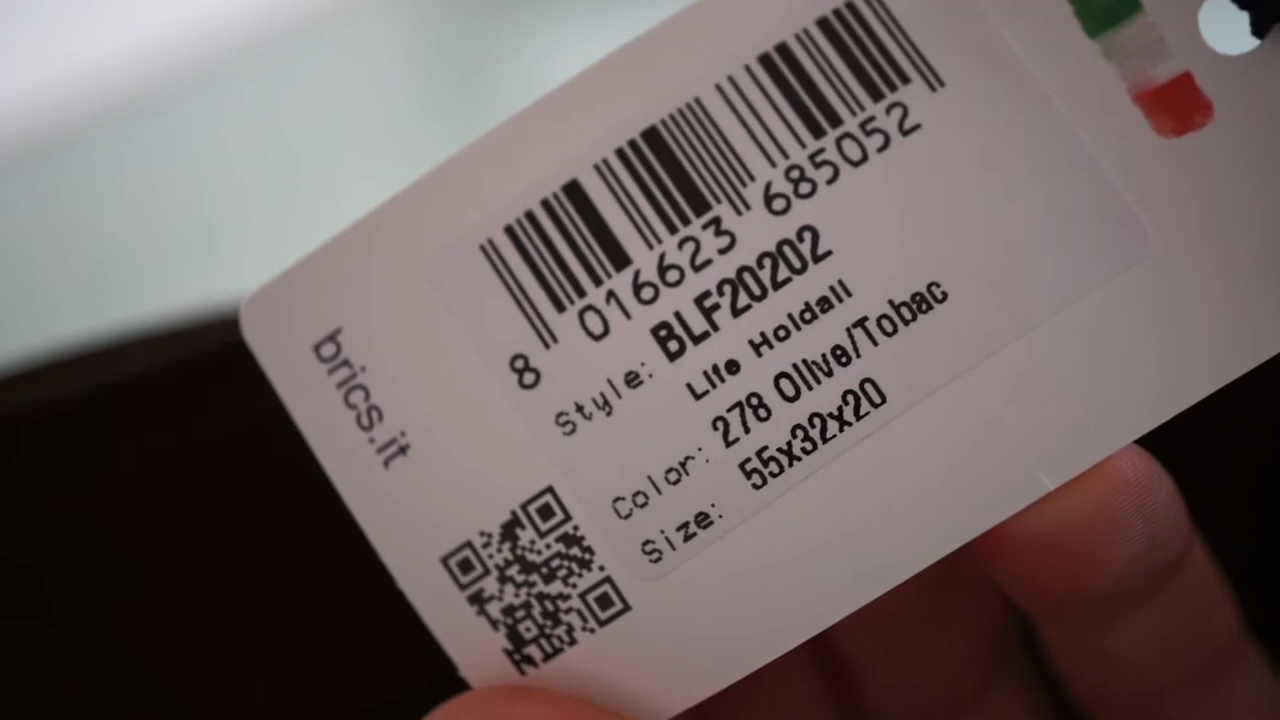 8 016623 685052
Style: BLF20202
Life Holdall
Color: 278 Olive/Tobac
Size: 55x32x20
brics.it